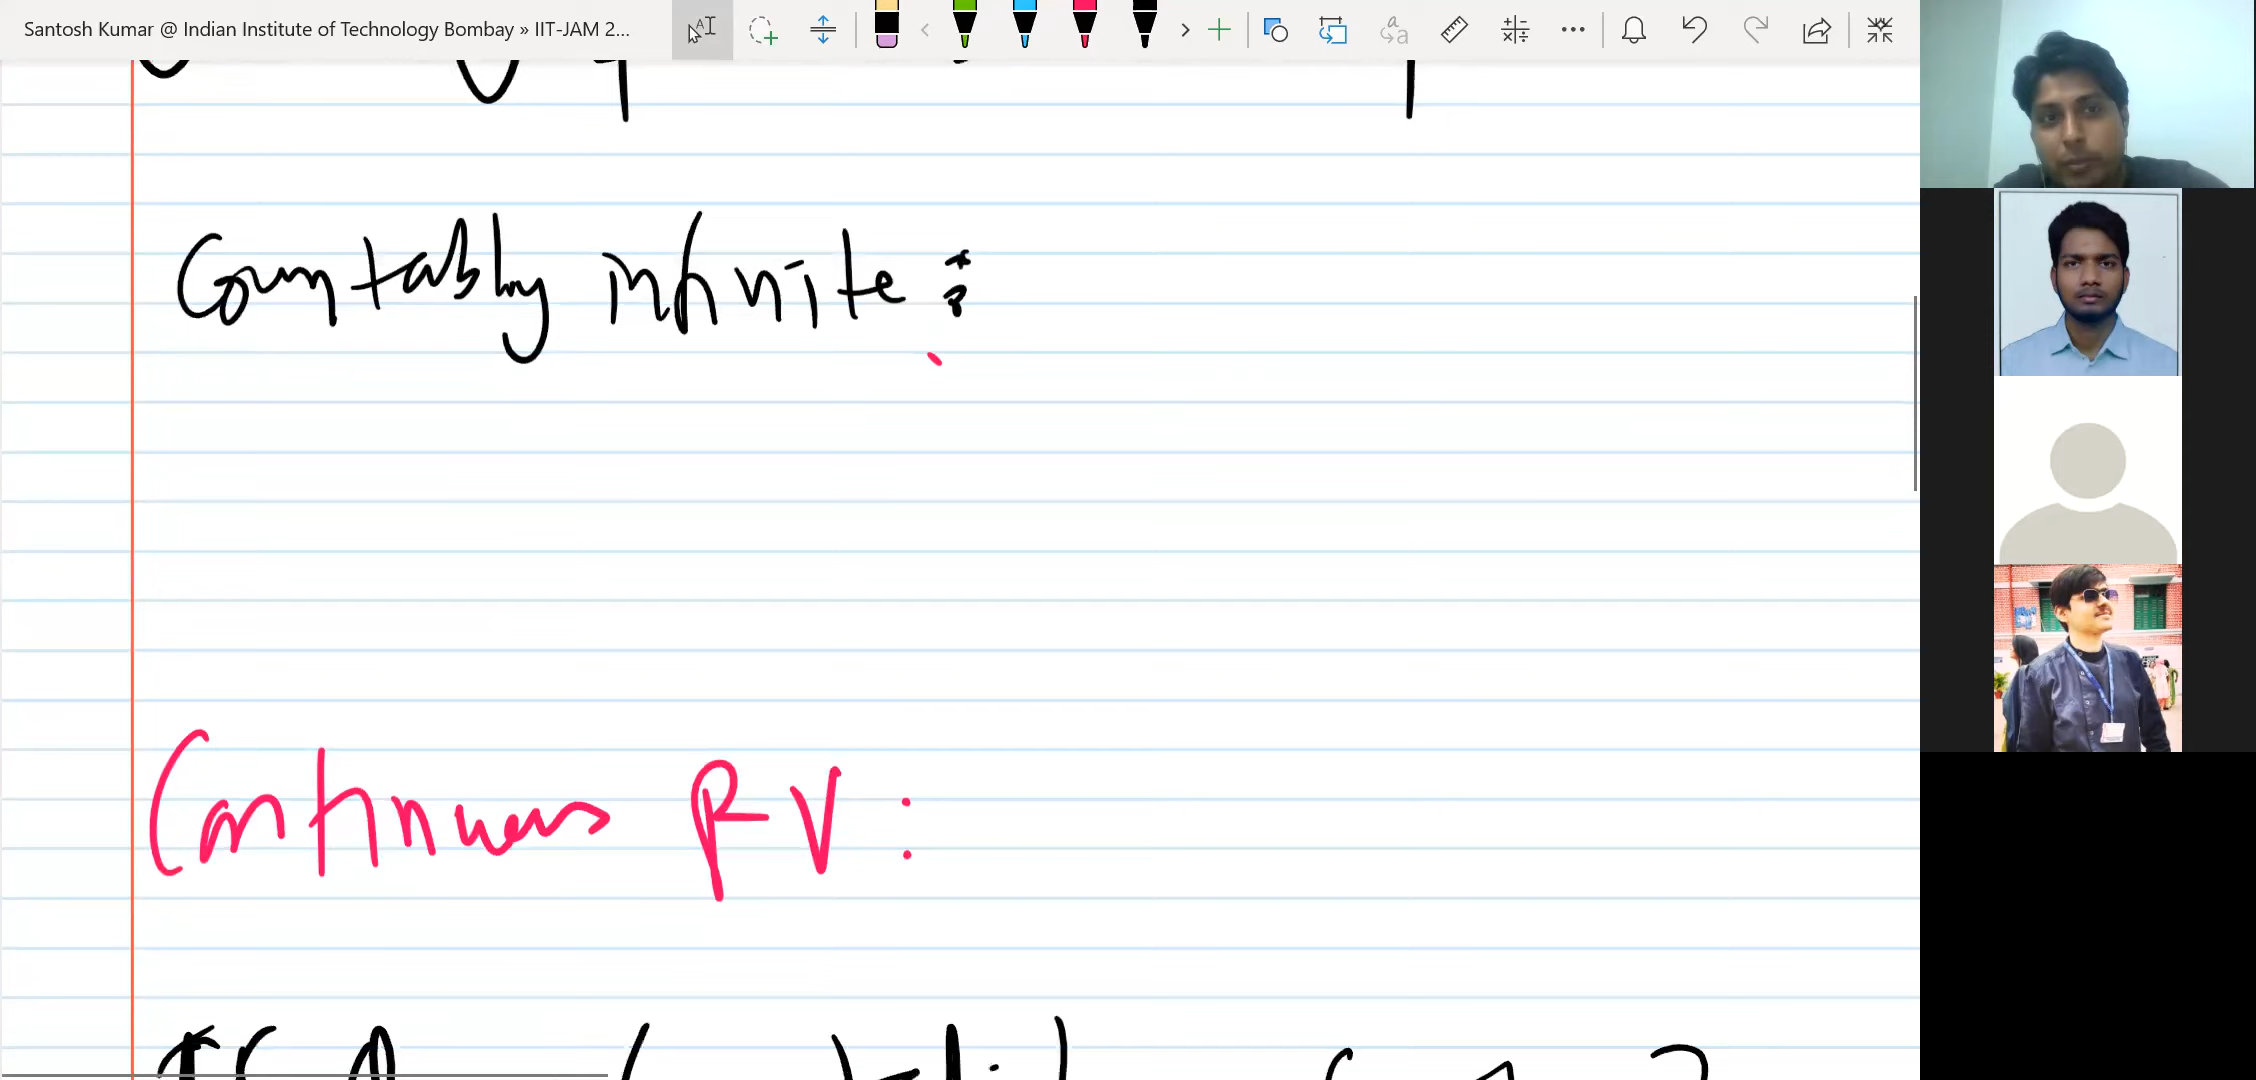 Santosh Kumar @ Indian Institute of Technology Bombay » IIT-JAM 2...
Countably infinite :
Continuous RV :